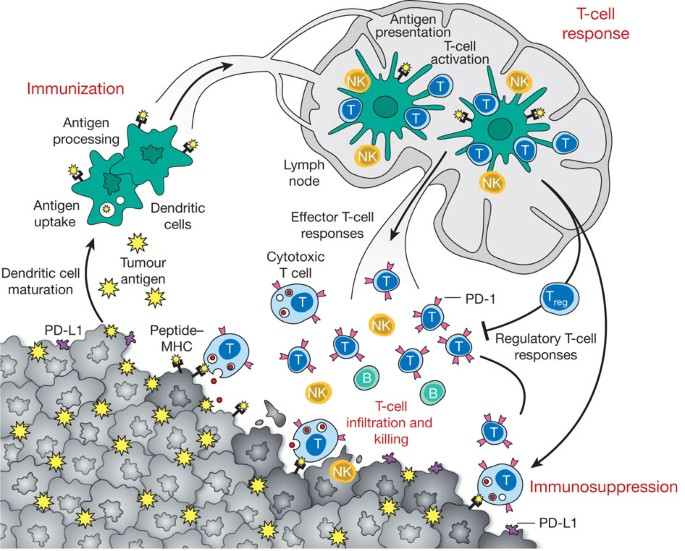 Antigen
presentation
T-cell
response
T-cell
activation
Immunization
NK
NK
T
T
T
T
T
T
NK
NK
Antigen
processing
Lymph
node
Antigen
uptake
Dendritic
cells
Effector T-cell
responses
Tumour
antigen
Dendritic cell
maturation
Cytotoxic
T cell
T
T
Treg
PD-1
T
NK
PD-L1
Peptide–
MHC
Regulatory T-cell
responses
T
T
T
T
T
B
B
NK
T-cell
infiltration
and killing
T
T
NK
T
Immunosuppression
PD-L1